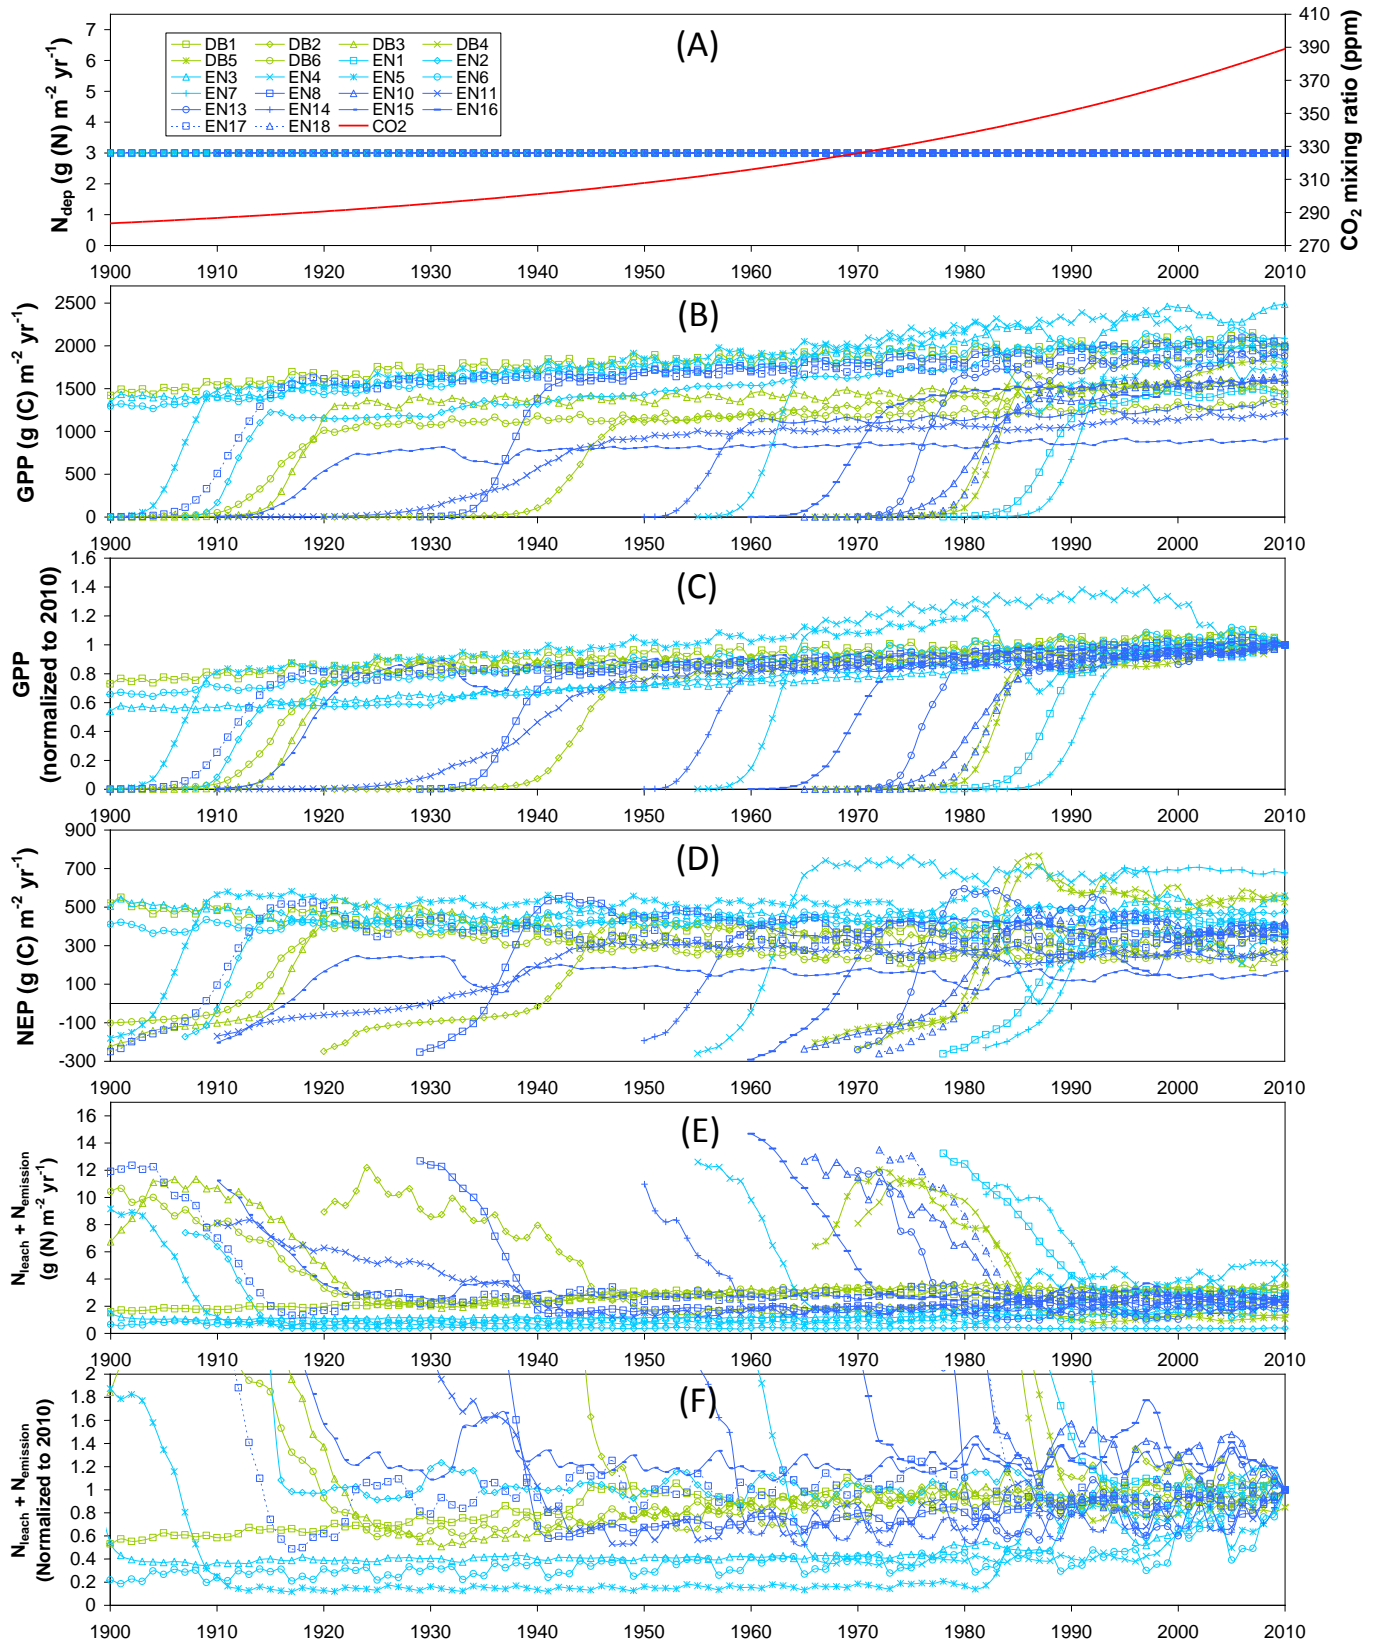 (A)
N_dep (g (N) m⁻² yr⁻¹)
7
6
5
4
3
2
1
0
CO₂ mixing ratio (ppm)
410
390
370
350
330
310
290
270
DB1 DB2 DB3 DB4
DB5 DB6 EN1 EN2
EN3 EN4 EN5 EN6
EN7 EN8 EN10 EN11
EN13 EN14 EN15 EN16
EN17 EN18 CO2
1900 1910 1920 1930 1940 1950 1960 1970 1980 1990 2000 2010
(B)
GPP (g (C) m⁻² yr⁻¹)
2500
2000
1500
1000
500
0
1900 1910 1920 1930 1940 1950 1960 1970 1980 1990 2000 2010
(C)
GPP
(normalized to 2010)
1.6
1.4
1.2
1
0.8
0.6
0.4
0.2
0
1900 1910 1920 1930 1940 1950 1960 1970 1980 1990 2000 2010
(D)
NEP (g (C) m⁻² yr⁻¹)
900
700
500
300
100
-100
-300
1900 1910 1920 1930 1940 1950 1960 1970 1980 1990 2000 2010
(E)
N_leach + N_emission
(g (N) m⁻² yr⁻¹)
16
14
12
10
8
6
4
2
0
1900 1910 1920 1930 1940 1950 1960 1970 1980 1990 2000 2010
(F)
N_leach + N_emission
(Normalized to 2010)
2
1.8
1.6
1.4
1.2
1
0.8
0.6
0.4
0.2
0
1900 1910 1920 1930 1940 1950 1960 1970 1980 1990 2000 2010